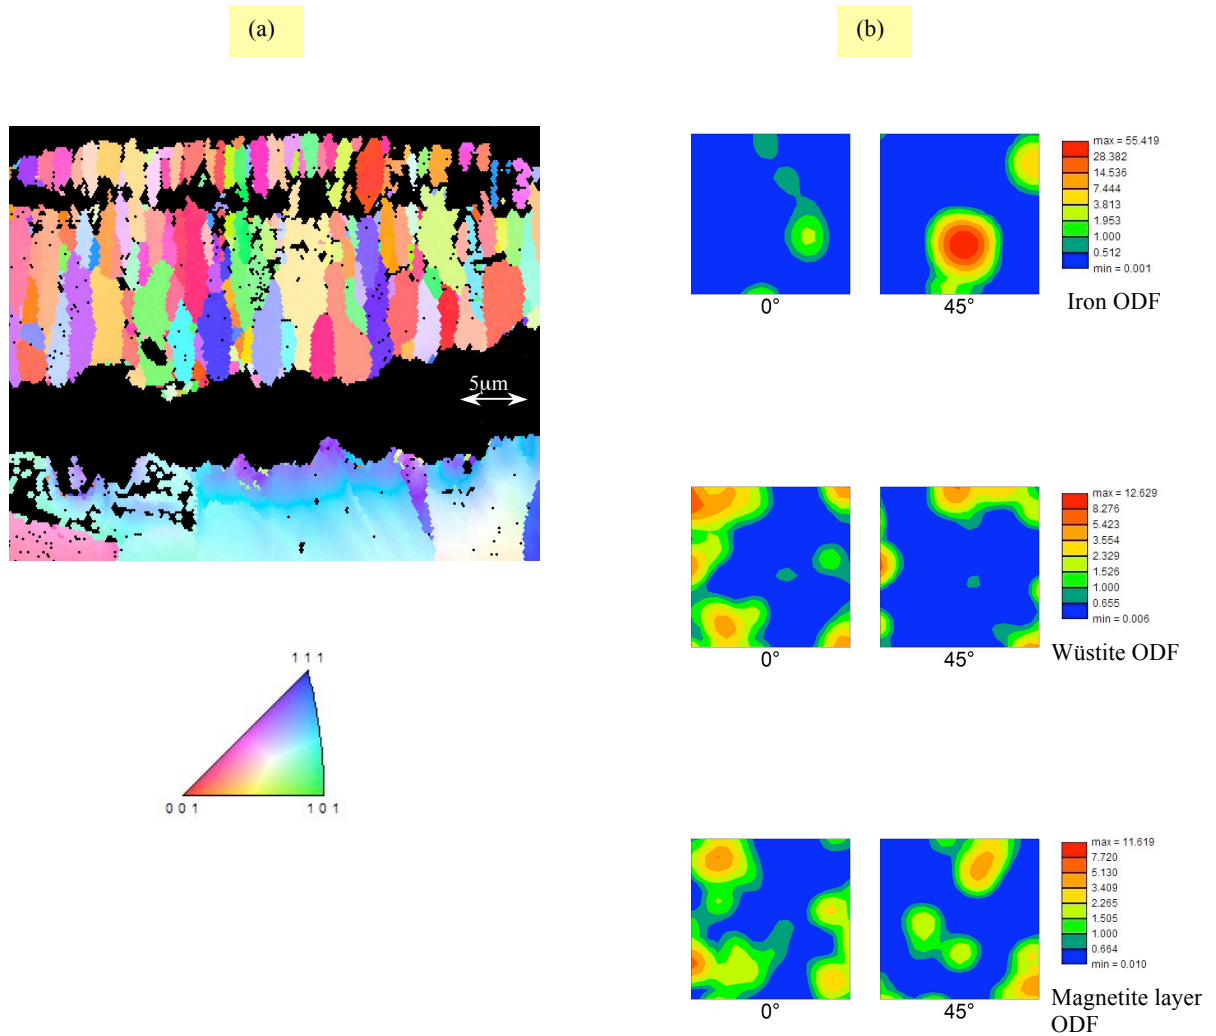 (a)
(b)
5µm
1 1 1
0 0 1
1 0 1
max = 55.419
28.382
14.536
7.444
3.813
1.953
1.000
0.512
min = 0.001
0°
45°
Iron ODF
max = 12.629
8.276
5.423
3.554
2.329
1.526
1.000
0.655
min = 0.006
0°
45°
Wüstite ODF
max = 11.619
7.720
5.130
3.409
2.265
1.505
1.000
0.664
min = 0.010
0°
45°
Magnetite layer
ODF